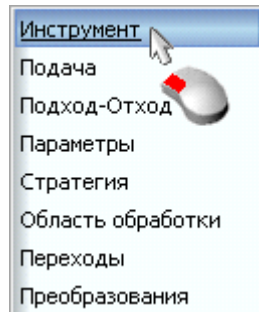 Инструмент
Подача
Подход-Отход
Параметры
Стратегия
Область обработки
Переходы
Преобразования